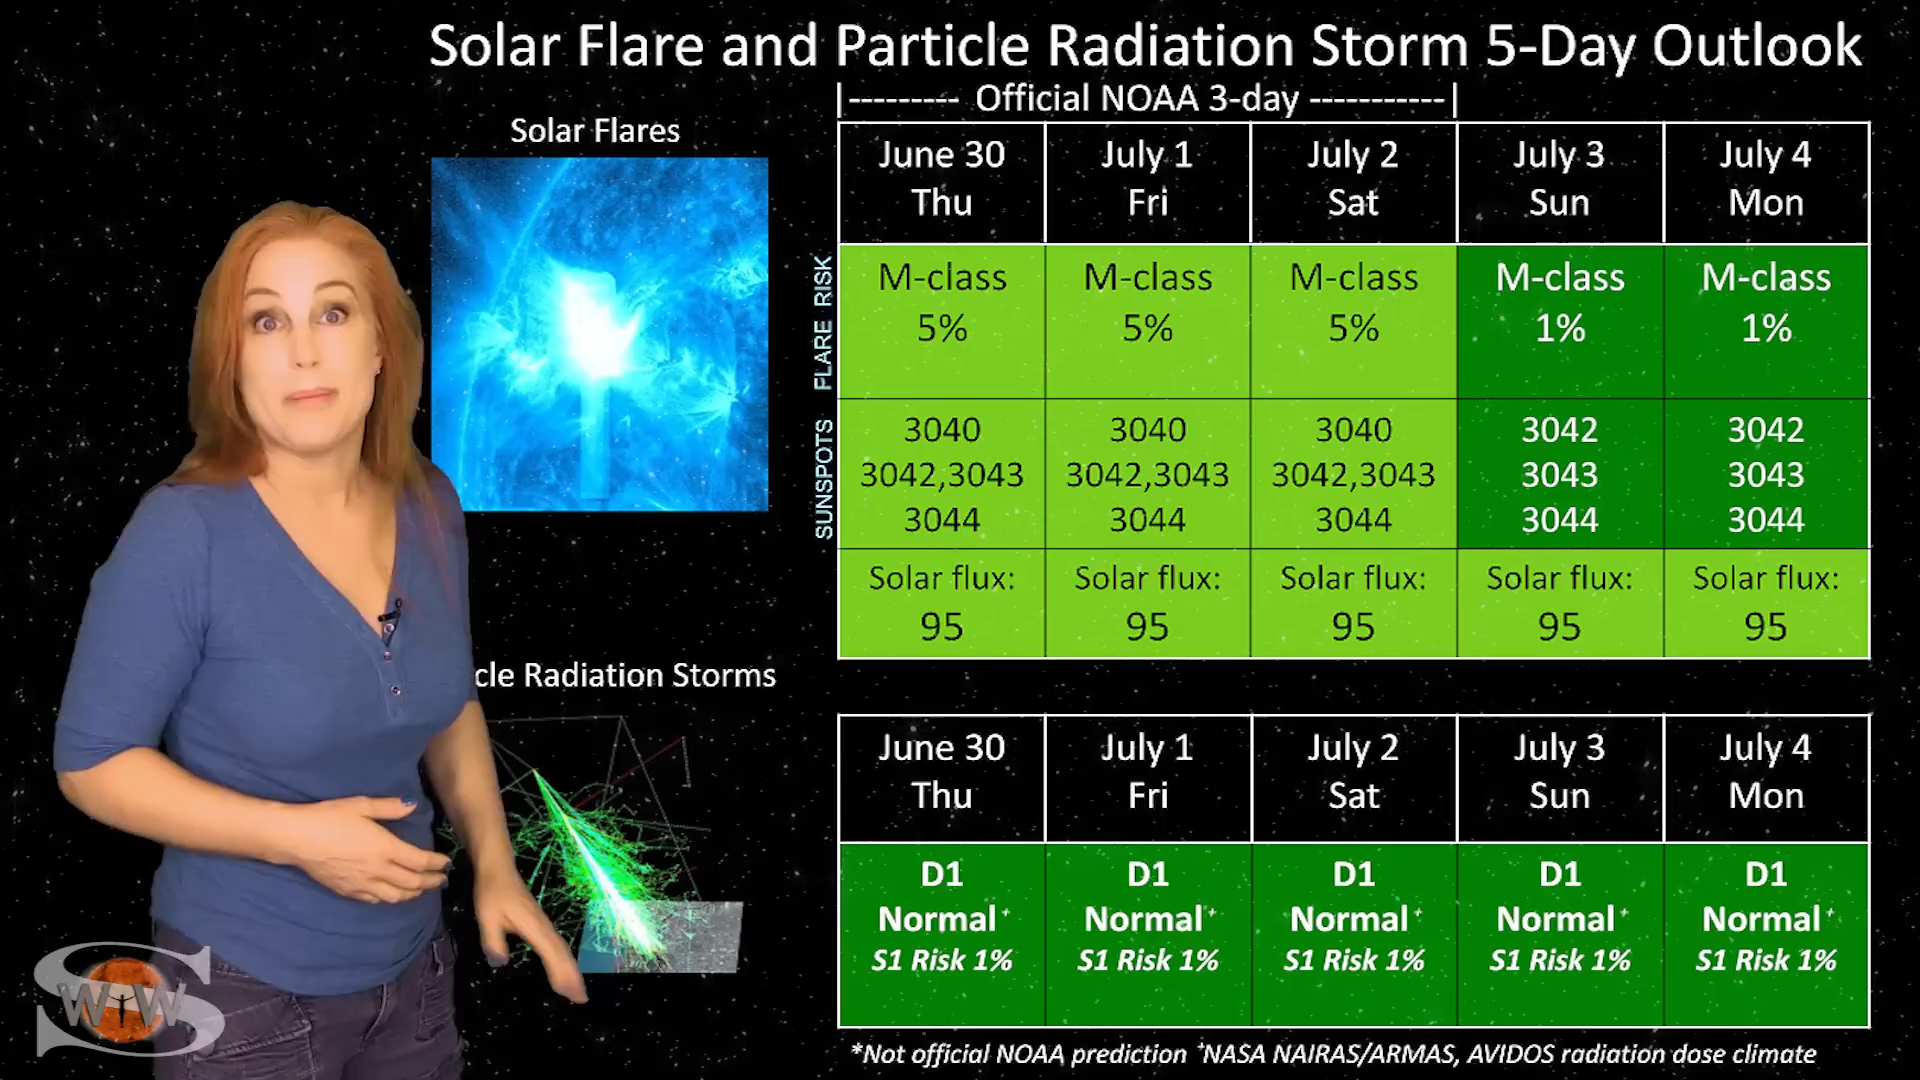 Solar Flare and Particle Radiation Storm 5-Day Outlook
|--------- Official NOAA 3-day -----------|
Solar Flares
June 30 July 1 July 2 July 3 July 4
Thu Fri Sat Sun Mon
FLARE RISK
M-class M-class M-class M-class M-class
5% 5% 5% 1% 1%
SUNSPOTS
3040 3040 3040 3042 3042
3042,3043 3042,3043 3042,3043 3043 3043
3044 3044 3044 3044 3044
Solar flux: Solar flux: Solar flux: Solar flux: Solar flux:
95 95 95 95 95
cle Radiation Storms
June 30 July 1 July 2 July 3 July 4
Thu Fri Sat Sun Mon
D1 D1 D1 D1 D1
Normal+ Normal+ Normal+ Normal+ Normal+
S1 Risk 1% S1 Risk 1% S1 Risk 1% S1 Risk 1% S1 Risk 1%
*Not official NOAA prediction +NASA NAIRAS/ARMAS, AVIDOS radiation dose climate
S
WTW